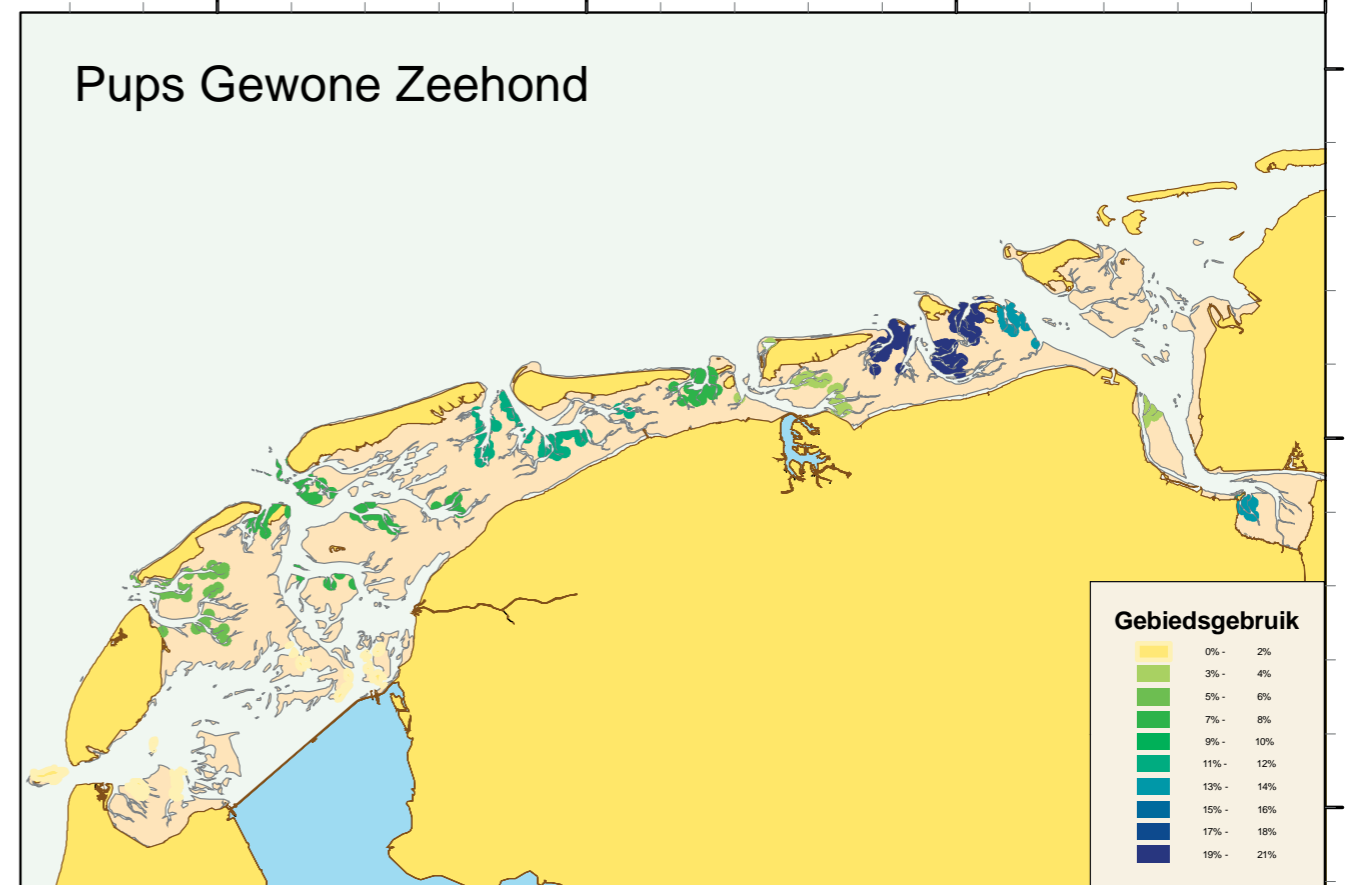 Pups Gewone Zeehond
Gebiedsgebruik
0% - 2%
3% - 4%
5% - 6%
7% - 8%
9% - 10%
11% - 12%
13% - 14%
15% - 16%
17% - 18%
19% - 21%